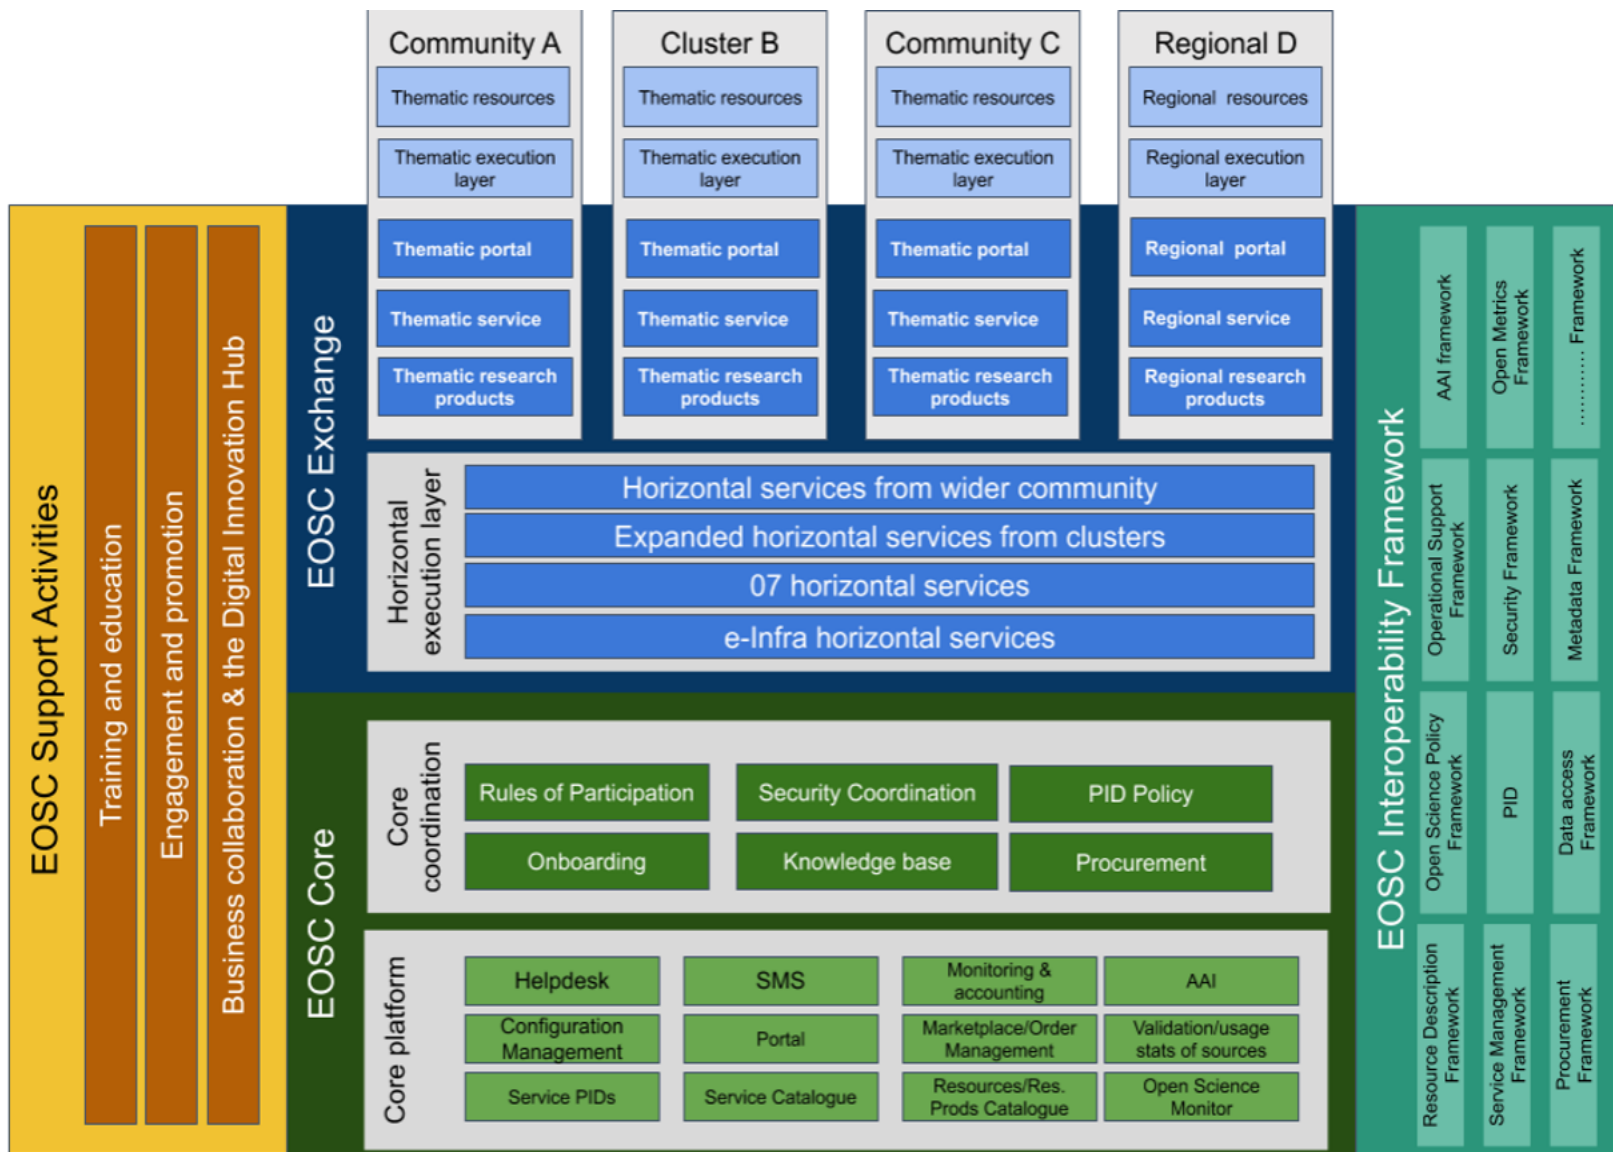 Community A
Thematic resources
Thematic execution
layer
Thematic portal
Thematic service
Thematic research
products
Cluster B
Thematic resources
Thematic execution
layer
Thematic portal
Thematic service
Thematic research
products
Community C
Thematic resources
Thematic execution
layer
Thematic portal
Thematic service
Thematic research
products
Regional D
Regional resources
Regional execution
layer
Regional portal
Regional service
Regional research
products
EOSC Support Activities
Training and education
Engagement and promotion
Business collaboration & the Digital Innovation Hub
EOSC Exchange
Horizontal
execution layer
Horizontal services from wider community
Expanded horizontal services from clusters
07 horizontal services
e-Infra horizontal services
EOSC Core
Core
coordination
Rules of Participation
Security Coordination
PID Policy
Onboarding
Knowledge base
Procurement
Core platform
Helpdesk
SMS
Monitoring &
accounting
AAI
Configuration
Management
Portal
Marketplace/Order
Management
Validation/usage
stats of sources
Service PIDs
Service Catalogue
Resources/Res.
Prods Catalogue
Open Science
Monitor
EOSC Interoperability Framework
AAI framework
Open Metrics
Framework
............ Framework
Operational Support
Framework
Security Framework
Metadata Framework
Open Science Policy
Framework
PID
Data access
Framework
Resource Description
Framework
Service Management
Framework
Procurement
Framework